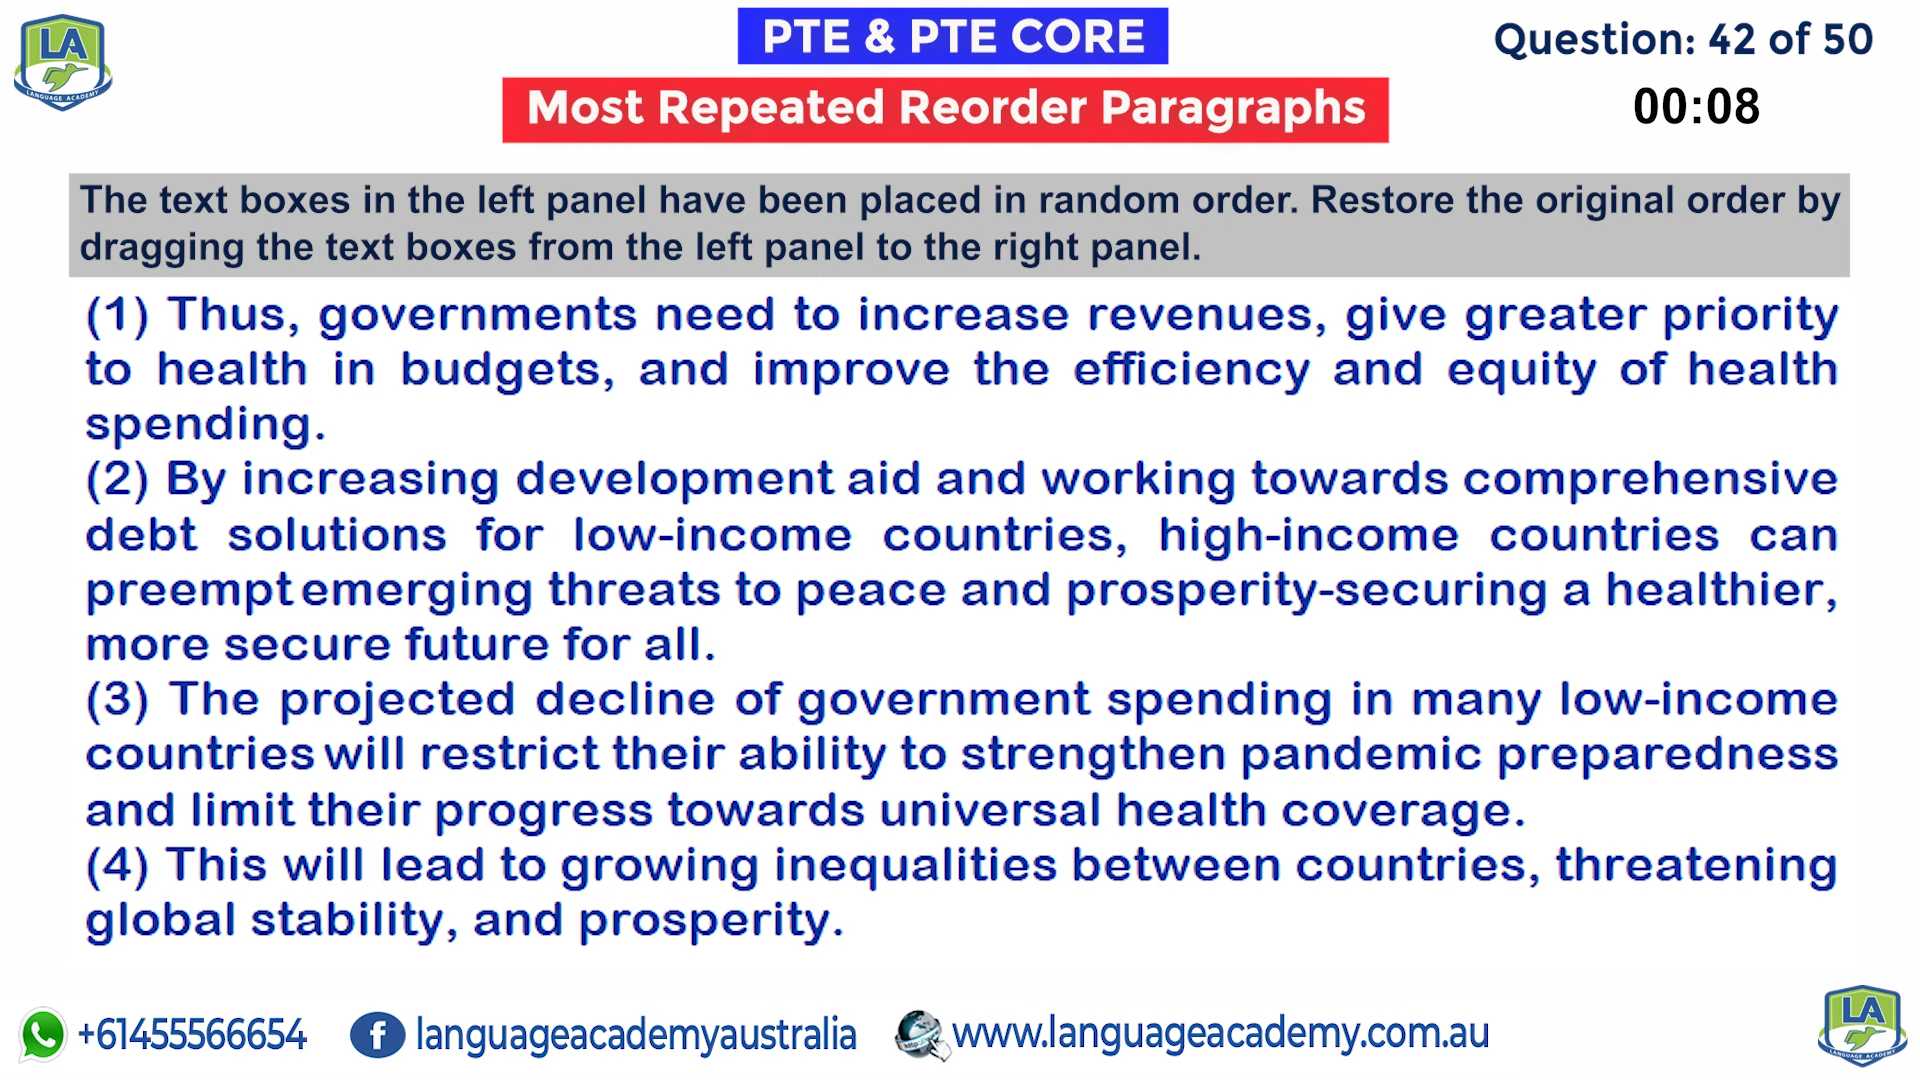 LA
LANGUAGE ACADEMY
PTE & PTE CORE
Most Repeated Reorder Paragraphs
Question: 42 of 50
00:08
The text boxes in the left panel have been placed in random order. Restore the original order by
dragging the text boxes from the left panel to the right panel.
(1) Thus, governments need to increase revenues, give greater priority
to health in budgets, and improve the efficiency and equity of health
spending.
(2) By increasing development aid and working towards comprehensive
debt solutions for low-income countries, high-income countries can
preempt emerging threats to peace and prosperity-securing a healthier,
more secure future for all.
(3) The projected decline of government spending in many low-income
countries will restrict their ability to strengthen pandemic preparedness
and limit their progress towards universal health coverage.
(4) This will lead to growing inequalities between countries, threatening
global stability, and prosperity.
+61455566654
languageacademyaustralia
http://
www.languageacademy.com.au
LA
LANGUAGE ACADEMY